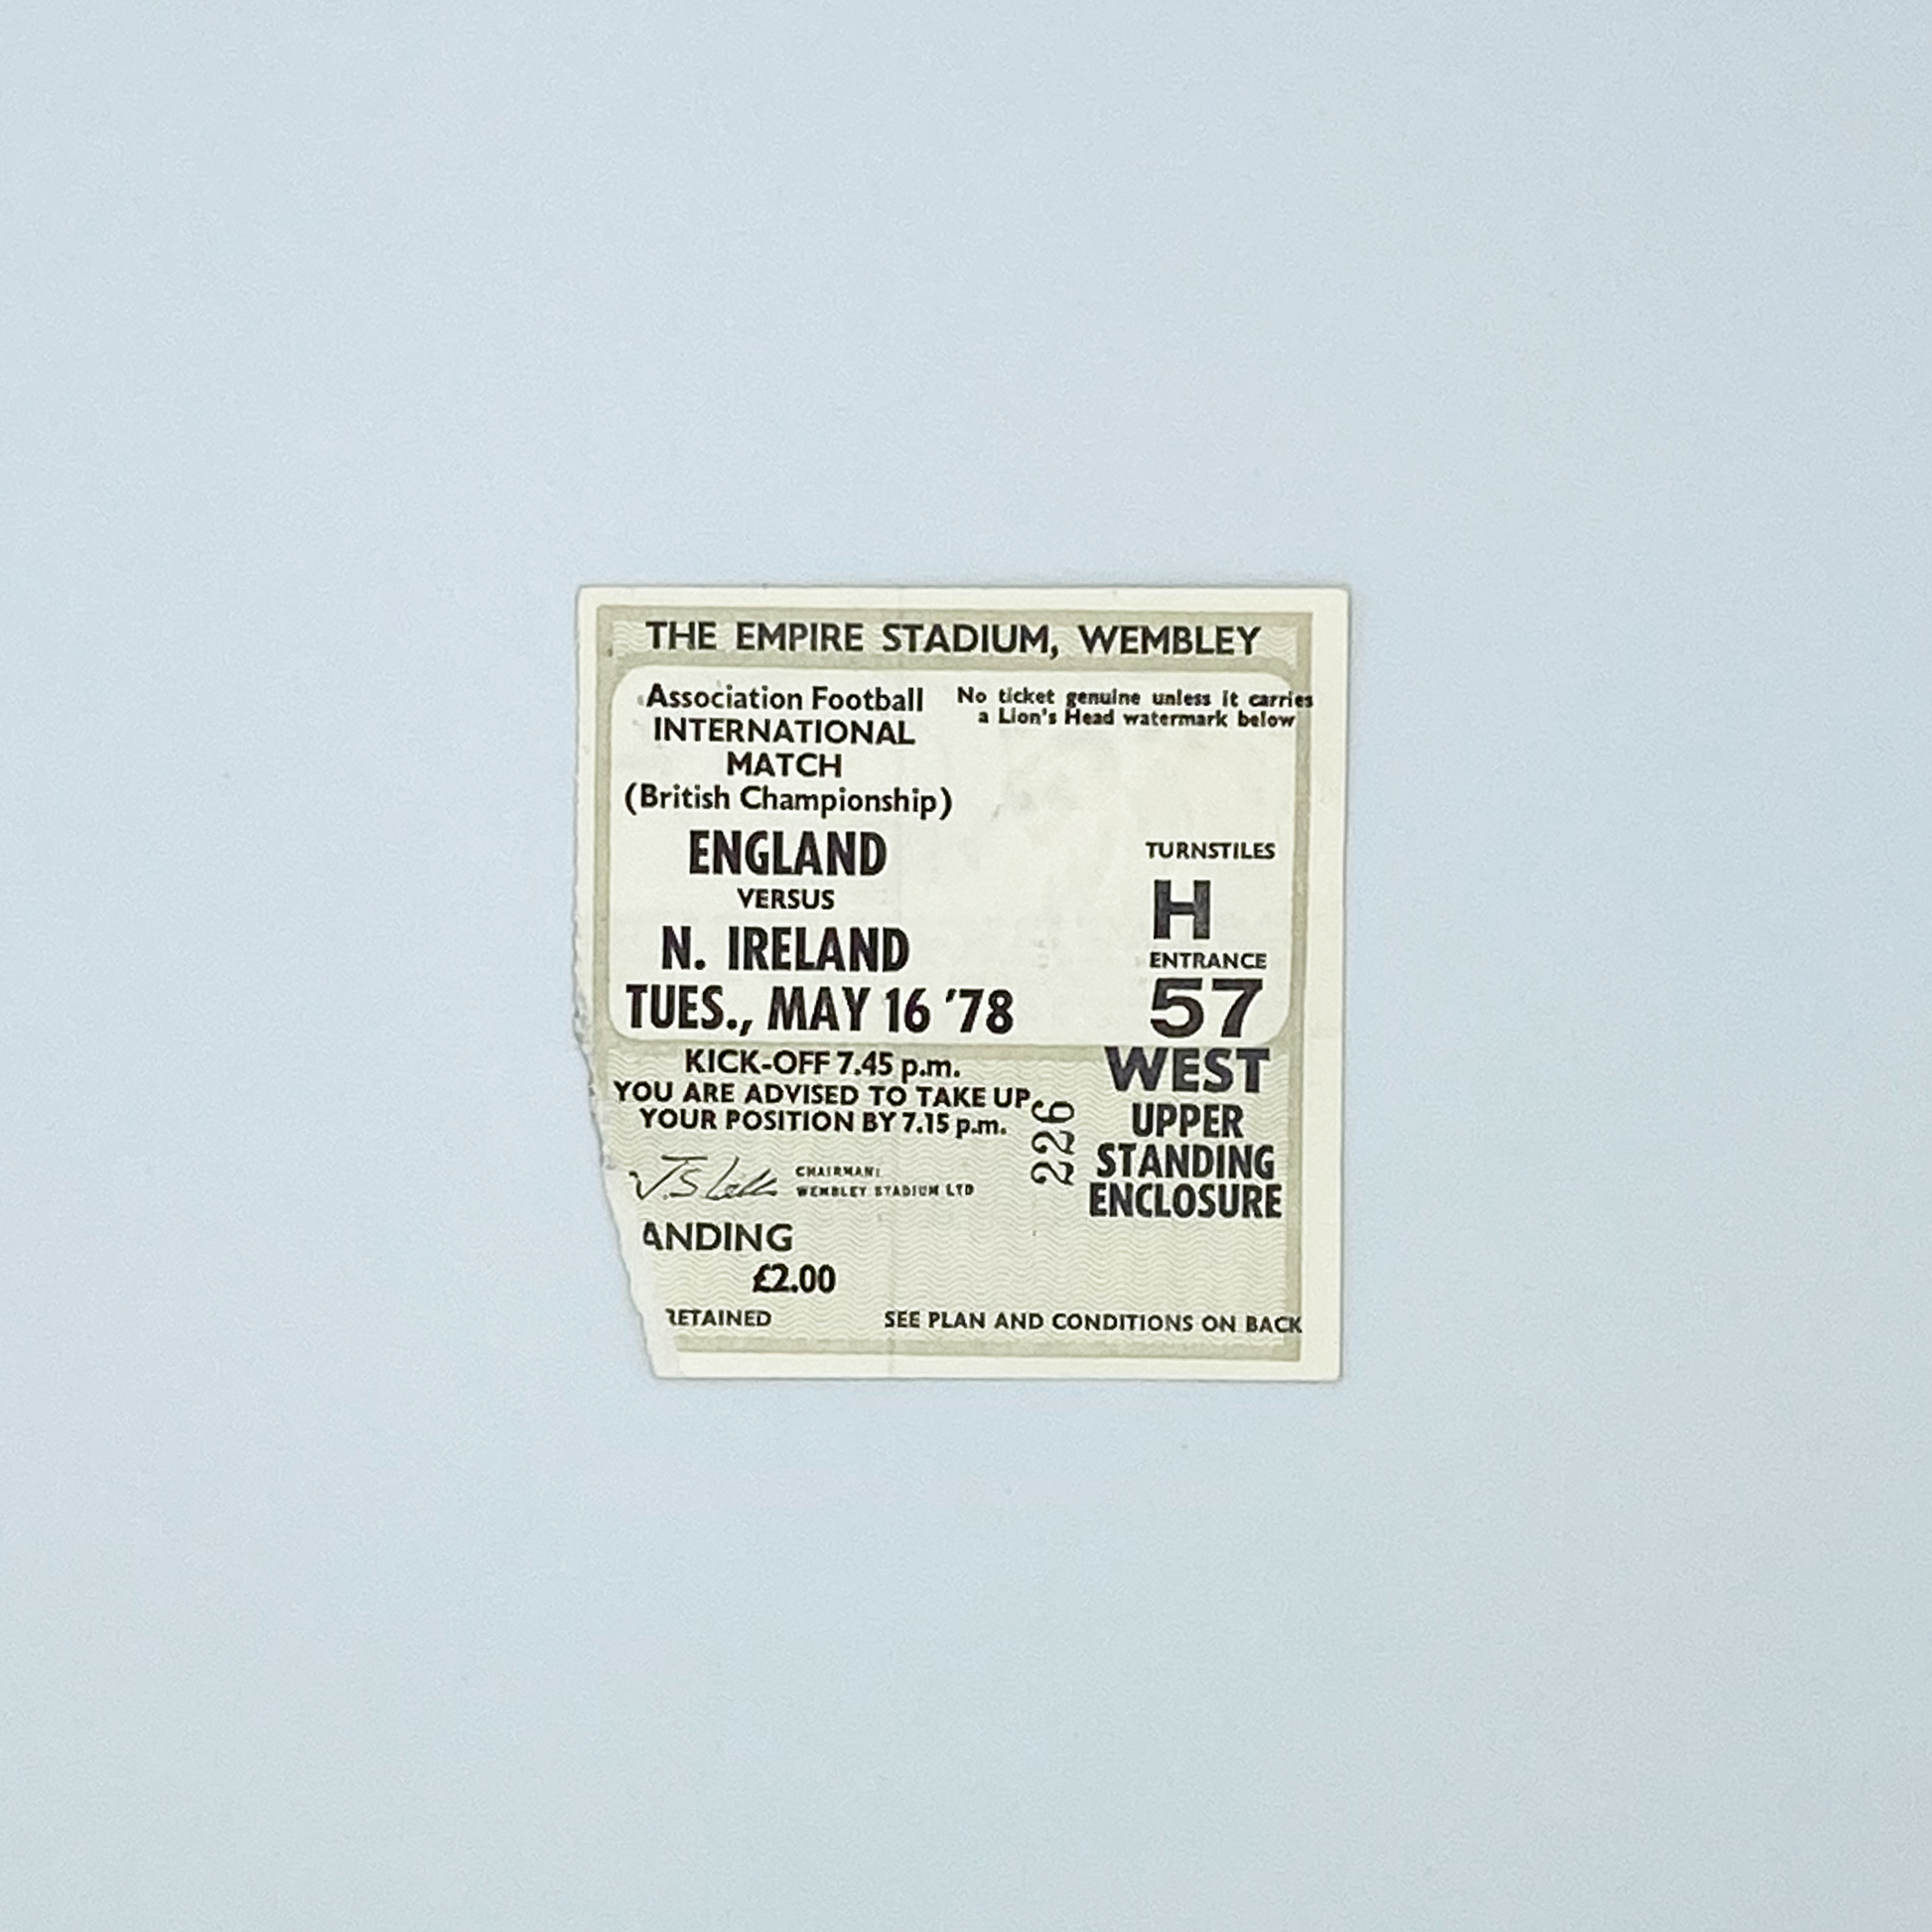 THE EMPIRE STADIUM, WEMBLEY
Association Football
INTERNATIONAL
MATCH
(British Championship)
No ticket genuine unless it carries
a Lion's Head watermark below
ENGLAND
VERSUS
N. IRELAND
TUES., MAY 16 '78
TURNSTILES
H
ENTRANCE
57
WEST
UPPER
STANDING
ENCLOSURE
KICK-OFF 7.45 p.m.
YOU ARE ADVISED TO TAKE UP
YOUR POSITION BY 7.15 p.m.
226
CHAIRMAN:
WEMBLEY STADIUM LTD
ANDING
£2.00
RETAINED
SEE PLAN AND CONDITIONS ON BACK